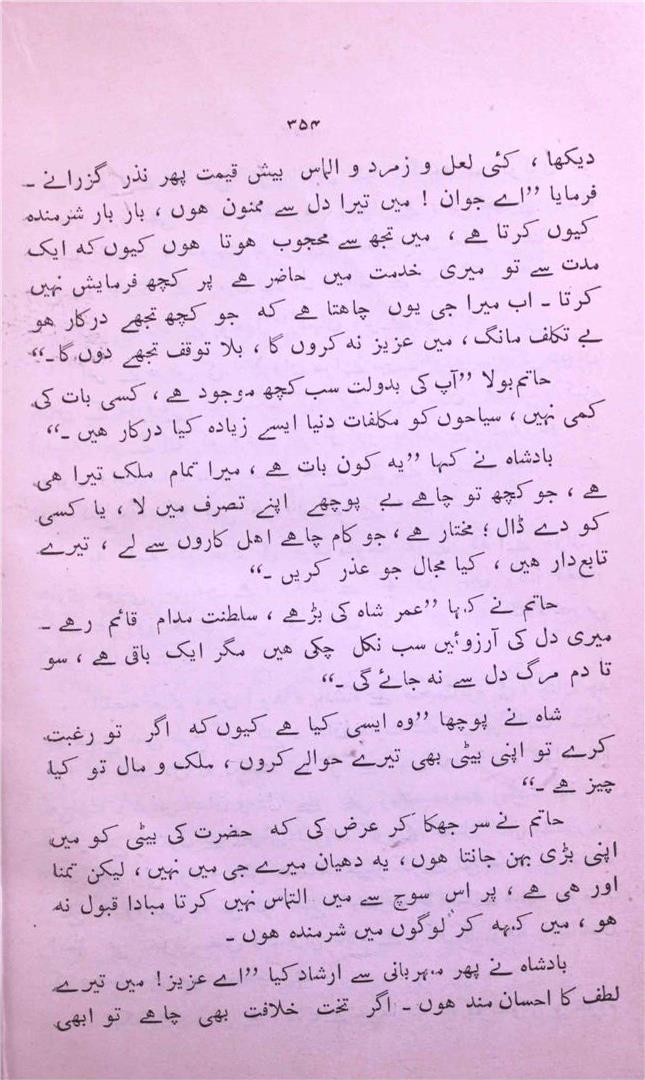 ۳۵۴
دیکھا ، کئی لعل و زمرد و الماس بیش قیمت پھر نذر گزرانے ۔
فرمایا ”اے جوان ! میں تیرا دل سے ممنون ہوں ، بار بار شرمندہ
کیوں کرتا ہے ، میں تجھ سے محجوب ہوتا ہوں کیوں کہ ایک
مدت سے تو میری خدمت میں حاضر ہے پر کچھ فرمایش نہیں
کرتا ۔ اب میرا جی یوں چاہتا ہے کہ جو کچھ تجھے درکار ہو
بے تکلف مانگ ، میں عزیز نہ کروں گا ، بلا توقف تجھے دوں گا ۔“
حاتم بولا ”آپ کی بدولت سب کچھ موجود ہے ، کسی بات کی
کمی نہیں ، سیاحوں کو مکلفات دنیا ایسے زیادہ کیا درکار ہیں ۔“
بادشاہ نے کہا ”یہ کون بات ہے ، میرا تمام ملک تیرا ہی
ہے ، جو کچھ تو چاہے بے پوچھے اپنے تصرف میں لا ، یا کسی
کو دے ڈال ؛ مختار ہے ، جو کام چاہے اہل کاروں سے لے ، تیرے
تابع دار ہیں ، کیا مجال جو عذر کریں ۔“
حاتم نے کہا ”عمر شاہ کی بڑھے ، سلطنت مدام قائم رہے ۔
میری دل کی آرزوئیں سب نکل چکی ہیں مگر ایک باقی ہے ، سو
تا دم مرگ دل سے نہ جائے گی ۔“
شاہ نے پوچھا ”وہ ایسی کیا ہے کیوں کہ اگر تو رغبت
کرے تو اپنی بیٹی بھی تیرے حوالے کروں ، ملک و مال تو کیا
چیز ہے ۔“
حاتم نے سر جھکا کر عرض کی کہ حضرت کی بیٹی کو میں
اپنی بڑی بہن جانتا ہوں ، یہ دھیان میرے جی میں نہیں ، لیکن تمنا
اور ہی ہے ، پر اس سوچ سے میں التماس نہیں کرتا مبادا قبول نہ
ہو ، میں کہہ کر لوگوں میں شرمندہ ہوں ۔
بادشاہ نے پھر مہربانی سے ارشاد کیا ”اے عزیز ! میں تیرے
لطف کا احسان مند ہوں ۔ اگر تخت خلافت بھی چاہے تو ابھی